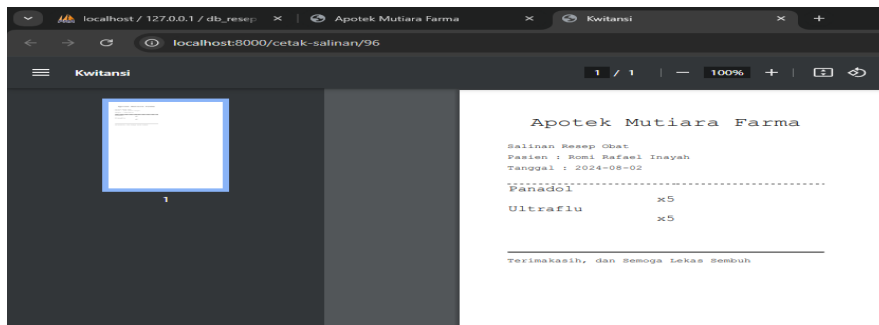 localhost / 127.0.0.1 / db_resep
Apotek Mutiara Farma
Kwitansi
localhost:8000/cetak-salinan/96
Kwitansi
1 / 1
100%
1
Apotek Mutiara Farma
Salinan Resep Obat
Pasien : Romi Rafael Inayah
Tanggal : 2024-08-02
Panadol
x5
Ultraflu
x5
Terimakasih, dan Semoga Lekas Sembuh